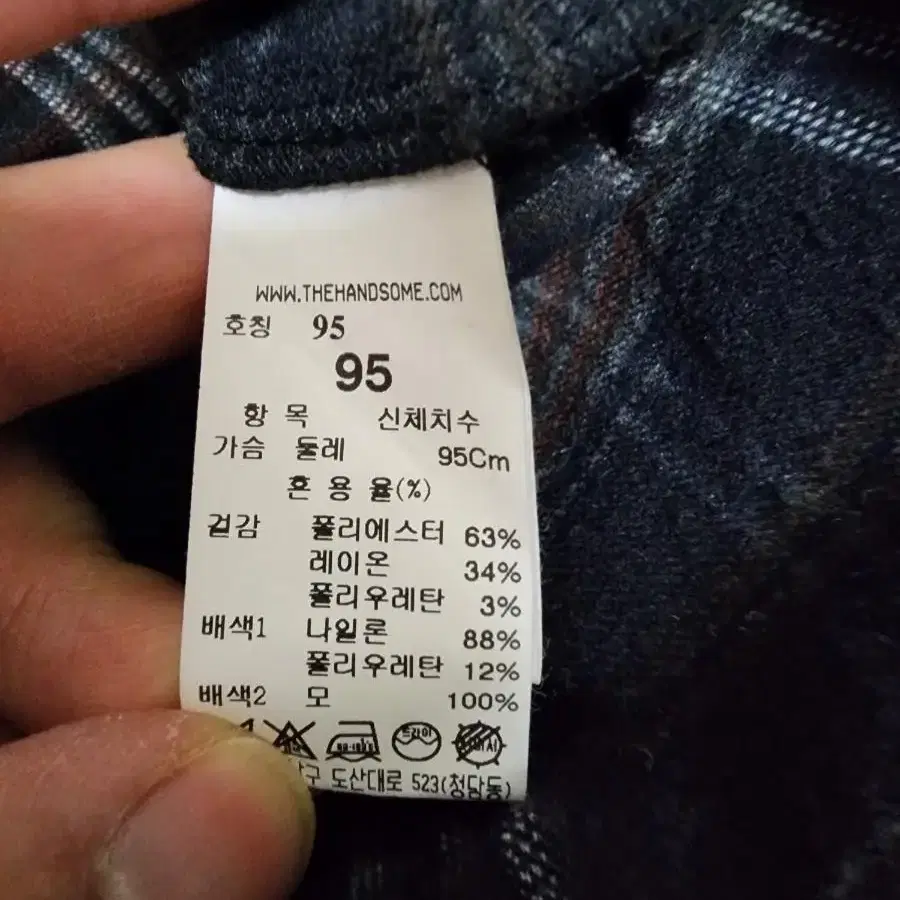 WWW.THEHANDSOME.COM
호칭 95
95
항 목 신체치수
가슴 둘레 95Cm
혼 용 율(%)
겉감 폴리에스터 63%
레이온 34%
폴리우레탄 3%
배색1 나일론 88%
폴리우레탄 12%
배색2 모 100%
드라이
도산대로 523(청담동)